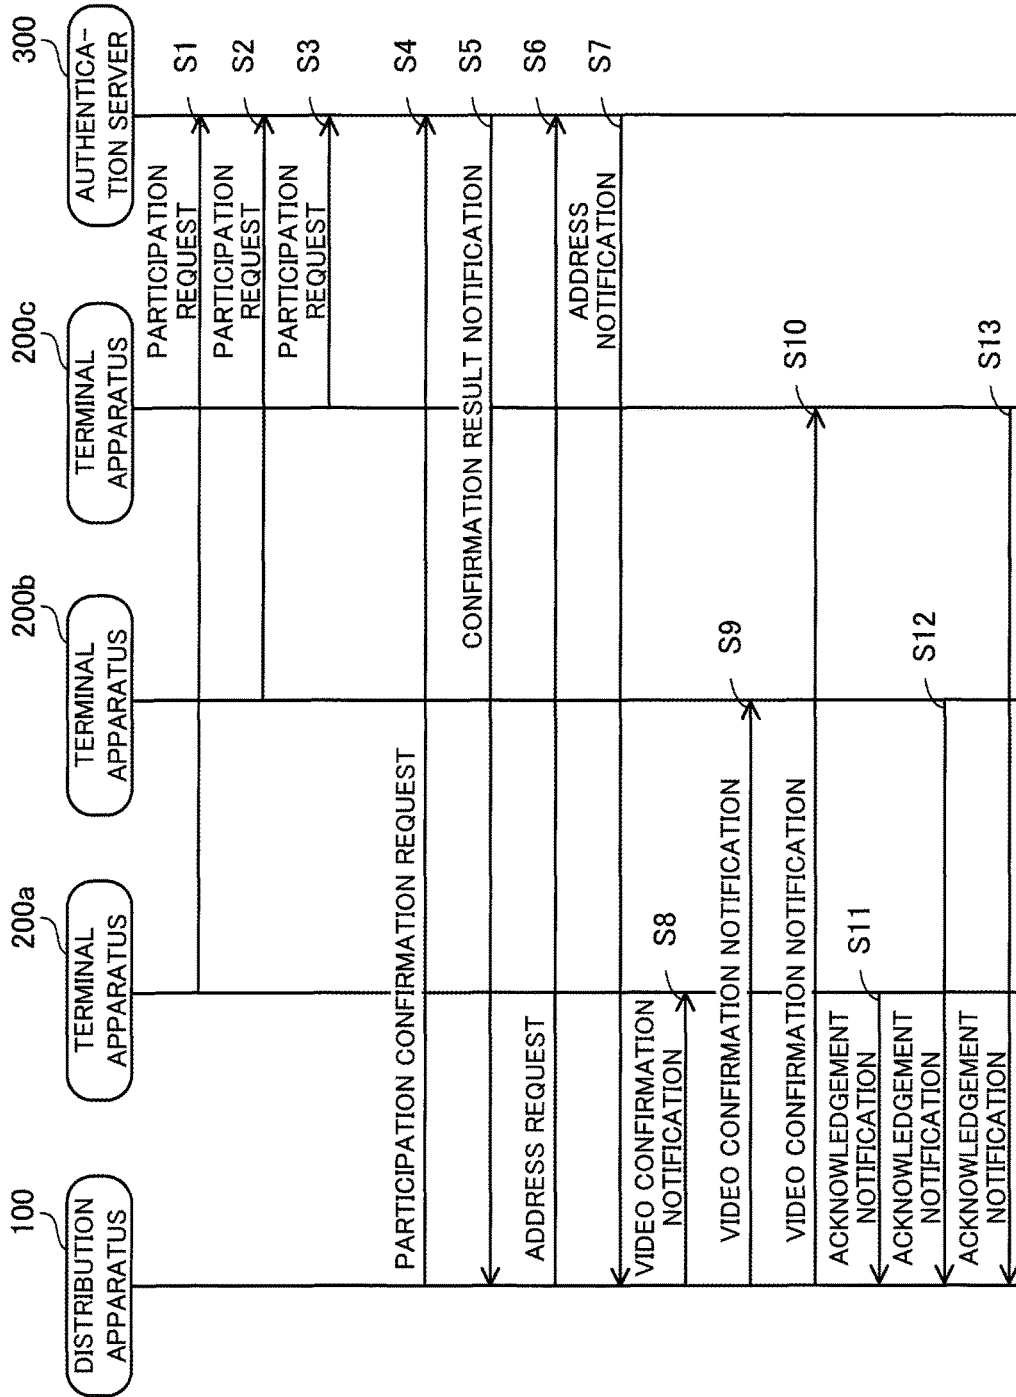 100
DISTRIBUTION
APPARATUS
200a
TERMINAL
APPARATUS
200b
TERMINAL
APPARATUS
200c
TERMINAL
APPARATUS
300
AUTHENTICA-
TION SERVER
PARTICIPATION
REQUEST
S1
PARTICIPATION
REQUEST
S2
PARTICIPATION
REQUEST
S3
PARTICIPATION CONFIRMATION REQUEST
S4
CONFIRMATION RESULT NOTIFICATION
S5
ADDRESS REQUEST
S6
ADDRESS
NOTIFICATION
S7
VIDEO CONFIRMATION
NOTIFICATION
S8
VIDEO CONFIRMATION NOTIFICATION
S9
VIDEO CONFIRMATION NOTIFICATION
S10
ACKNOWLEDGEMENT
NOTIFICATION
S11
ACKNOWLEDGEMENT
NOTIFICATION
S12
ACKNOWLEDGEMENT
NOTIFICATION
S13